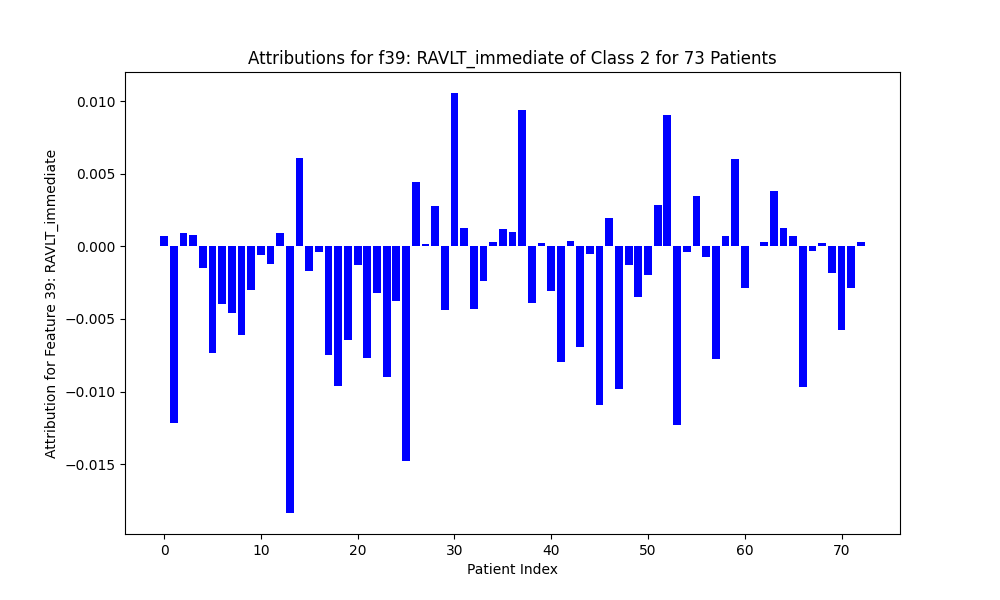 Attributions for f39: RAVLT_immediate of Class 2 for 73 Patients
Attribution for Feature 39: RAVLT_immediate
0.010
0.005
0.000
−0.005
−0.010
−0.015
0 10 20 30 40 50 60 70
Patient Index